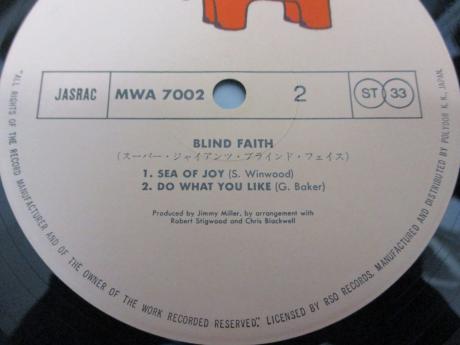 JASRAC MWA 7002 2 ST 33
BLIND FAITH
(スーパー・ジャイアンツ・ブラインド・フェイス)
1. SEA OF JOY (S. Winwood)
2. DO WHAT YOU LIKE (G. Baker)
Produced by Jimmy Miller, by arrangement with
Robert Stigwood and Chris Blackwell
"ALL RIGHTS OF THE RECORD MANUFACTURER AND OF THE OWNER OF THE WORK RECORDED RESERVED", LICENSED BY RSO RECORDS. MANUFACTURED AND DISTRIBUTED BY POLYDOR K. K., JAPAN.